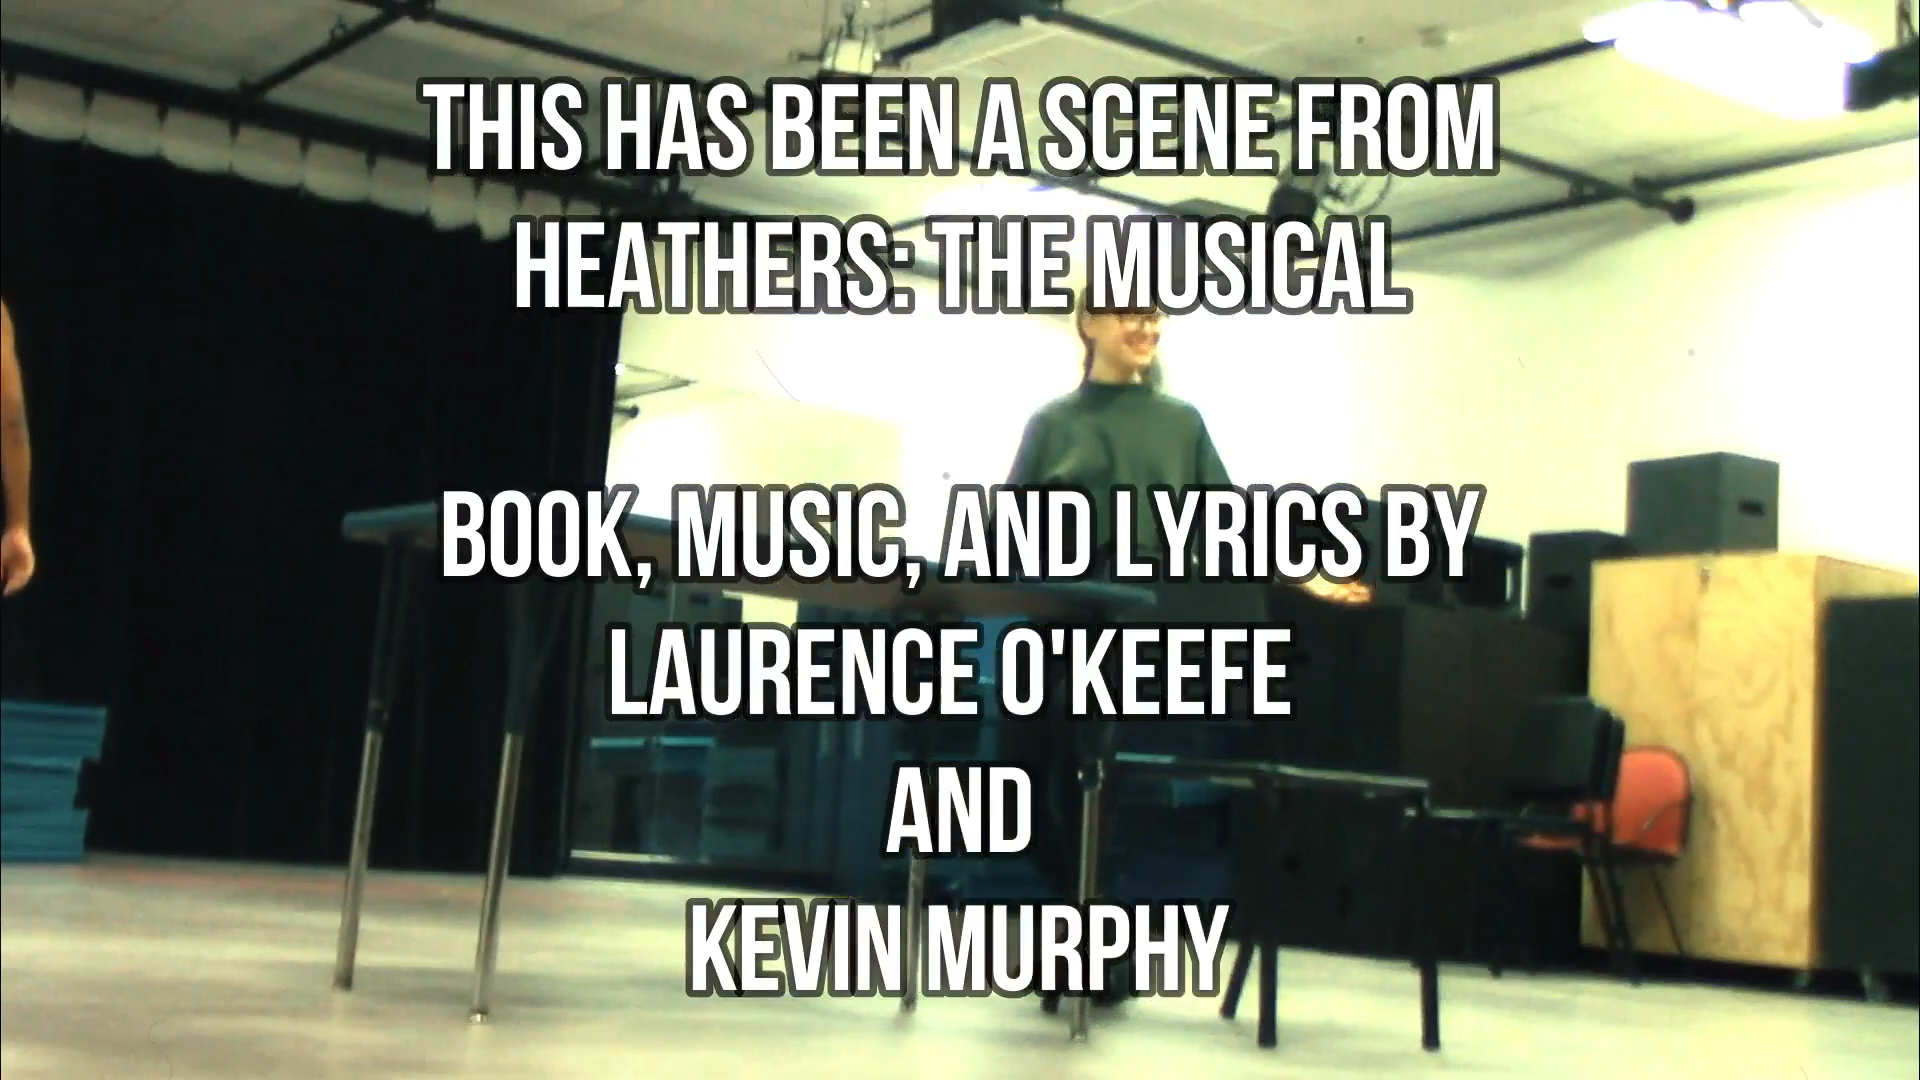 THIS HAS BEEN A SCENE FROM
HEATHERS: THE MUSICAL
BOOK, MUSIC, AND LYRICS BY
LAURENCE O'KEEFE
AND
KEVIN MURPHY